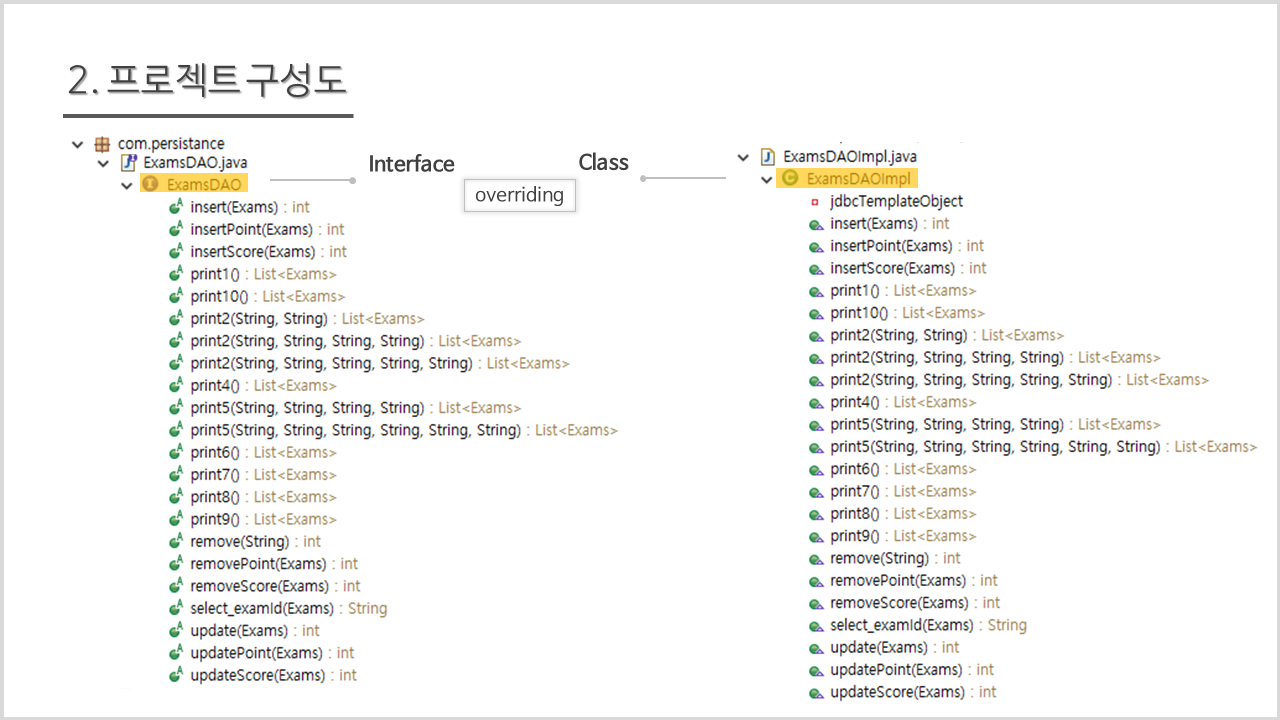 2. 프로젝트 구성도
com.persistance
ExamsDAO.java
ExamsDAO
insert(Exams) : int
insertPoint(Exams) : int
insertScore(Exams) : int
print1() : List<Exams>
print10() : List<Exams>
print2(String, String) : List<Exams>
print2(String, String, String, String) : List<Exams>
print2(String, String, String, String, String) : List<Exams>
print4() : List<Exams>
print5(String, String, String, String) : List<Exams>
print5(String, String, String, String, String, String) : List<Exams>
print6() : List<Exams>
print7() : List<Exams>
print8() : List<Exams>
print9() : List<Exams>
remove(String) : int
removePoint(Exams) : int
removeScore(Exams) : int
select_examId(Exams) : String
update(Exams) : int
updatePoint(Exams) : int
updateScore(Exams) : int
Interface
Class
overriding
ExamsDAOImpl.java
ExamsDAOImpl
jdbcTemplateObject
insert(Exams) : int
insertPoint(Exams) : int
insertScore(Exams) : int
print1() : List<Exams>
print10() : List<Exams>
print2(String, String) : List<Exams>
print2(String, String, String, String) : List<Exams>
print2(String, String, String, String, String) : List<Exams>
print4() : List<Exams>
print5(String, String, String, String) : List<Exams>
print5(String, String, String, String, String, String) : List<Exams>
print6() : List<Exams>
print7() : List<Exams>
print8() : List<Exams>
print9() : List<Exams>
remove(String) : int
removePoint(Exams) : int
removeScore(Exams) : int
select_examId(Exams) : String
update(Exams) : int
updatePoint(Exams) : int
updateScore(Exams) : int